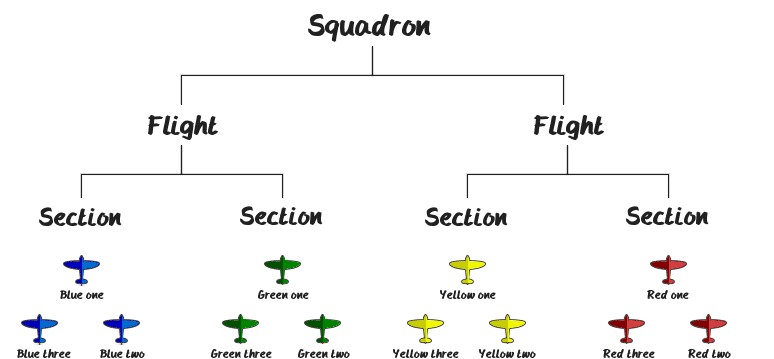 Squadron
Flight Flight
Section Section Section Section
Blue one Green one Yellow one Red one
Blue three Blue two Green three Green two Yellow three Yellow two Red three Red two